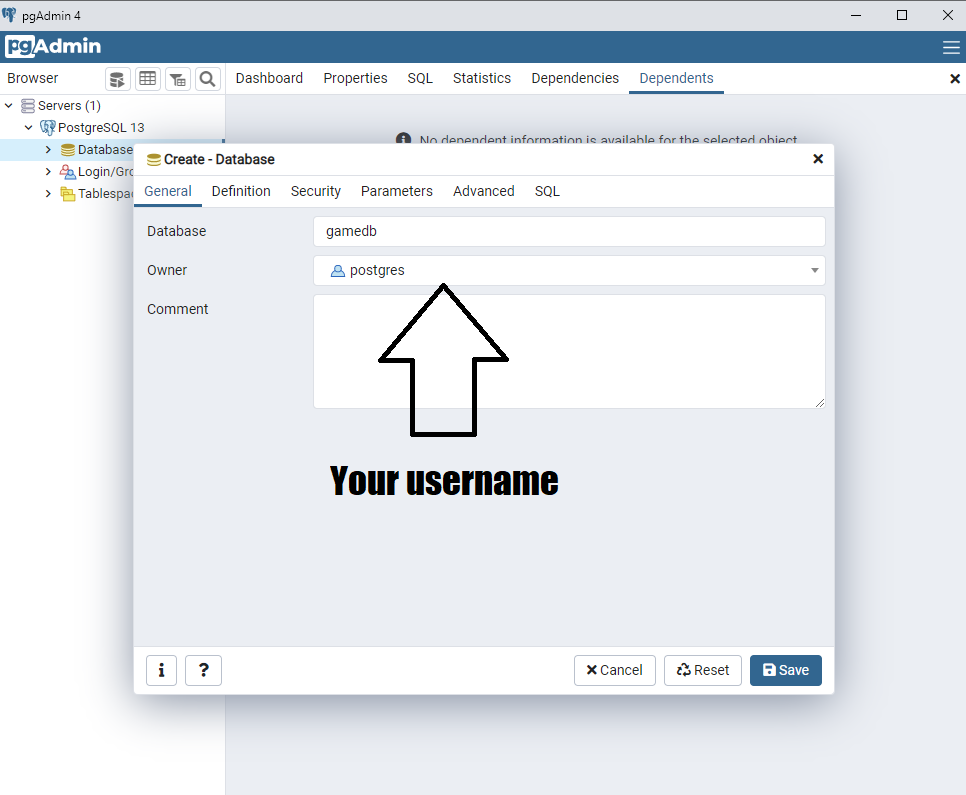 pgAdmin 4
pgAdmin
Browser
Dashboard Properties SQL Statistics Dependencies Dependents
Servers (1)
PostgreSQL 13
No dependent information is available for the selected object
Database
Login/Gro
Tablespa
Create - Database
General Definition Security Parameters Advanced SQL
Database gamedb
Owner postgres
Comment
Your username
i ? Cancel Reset Save